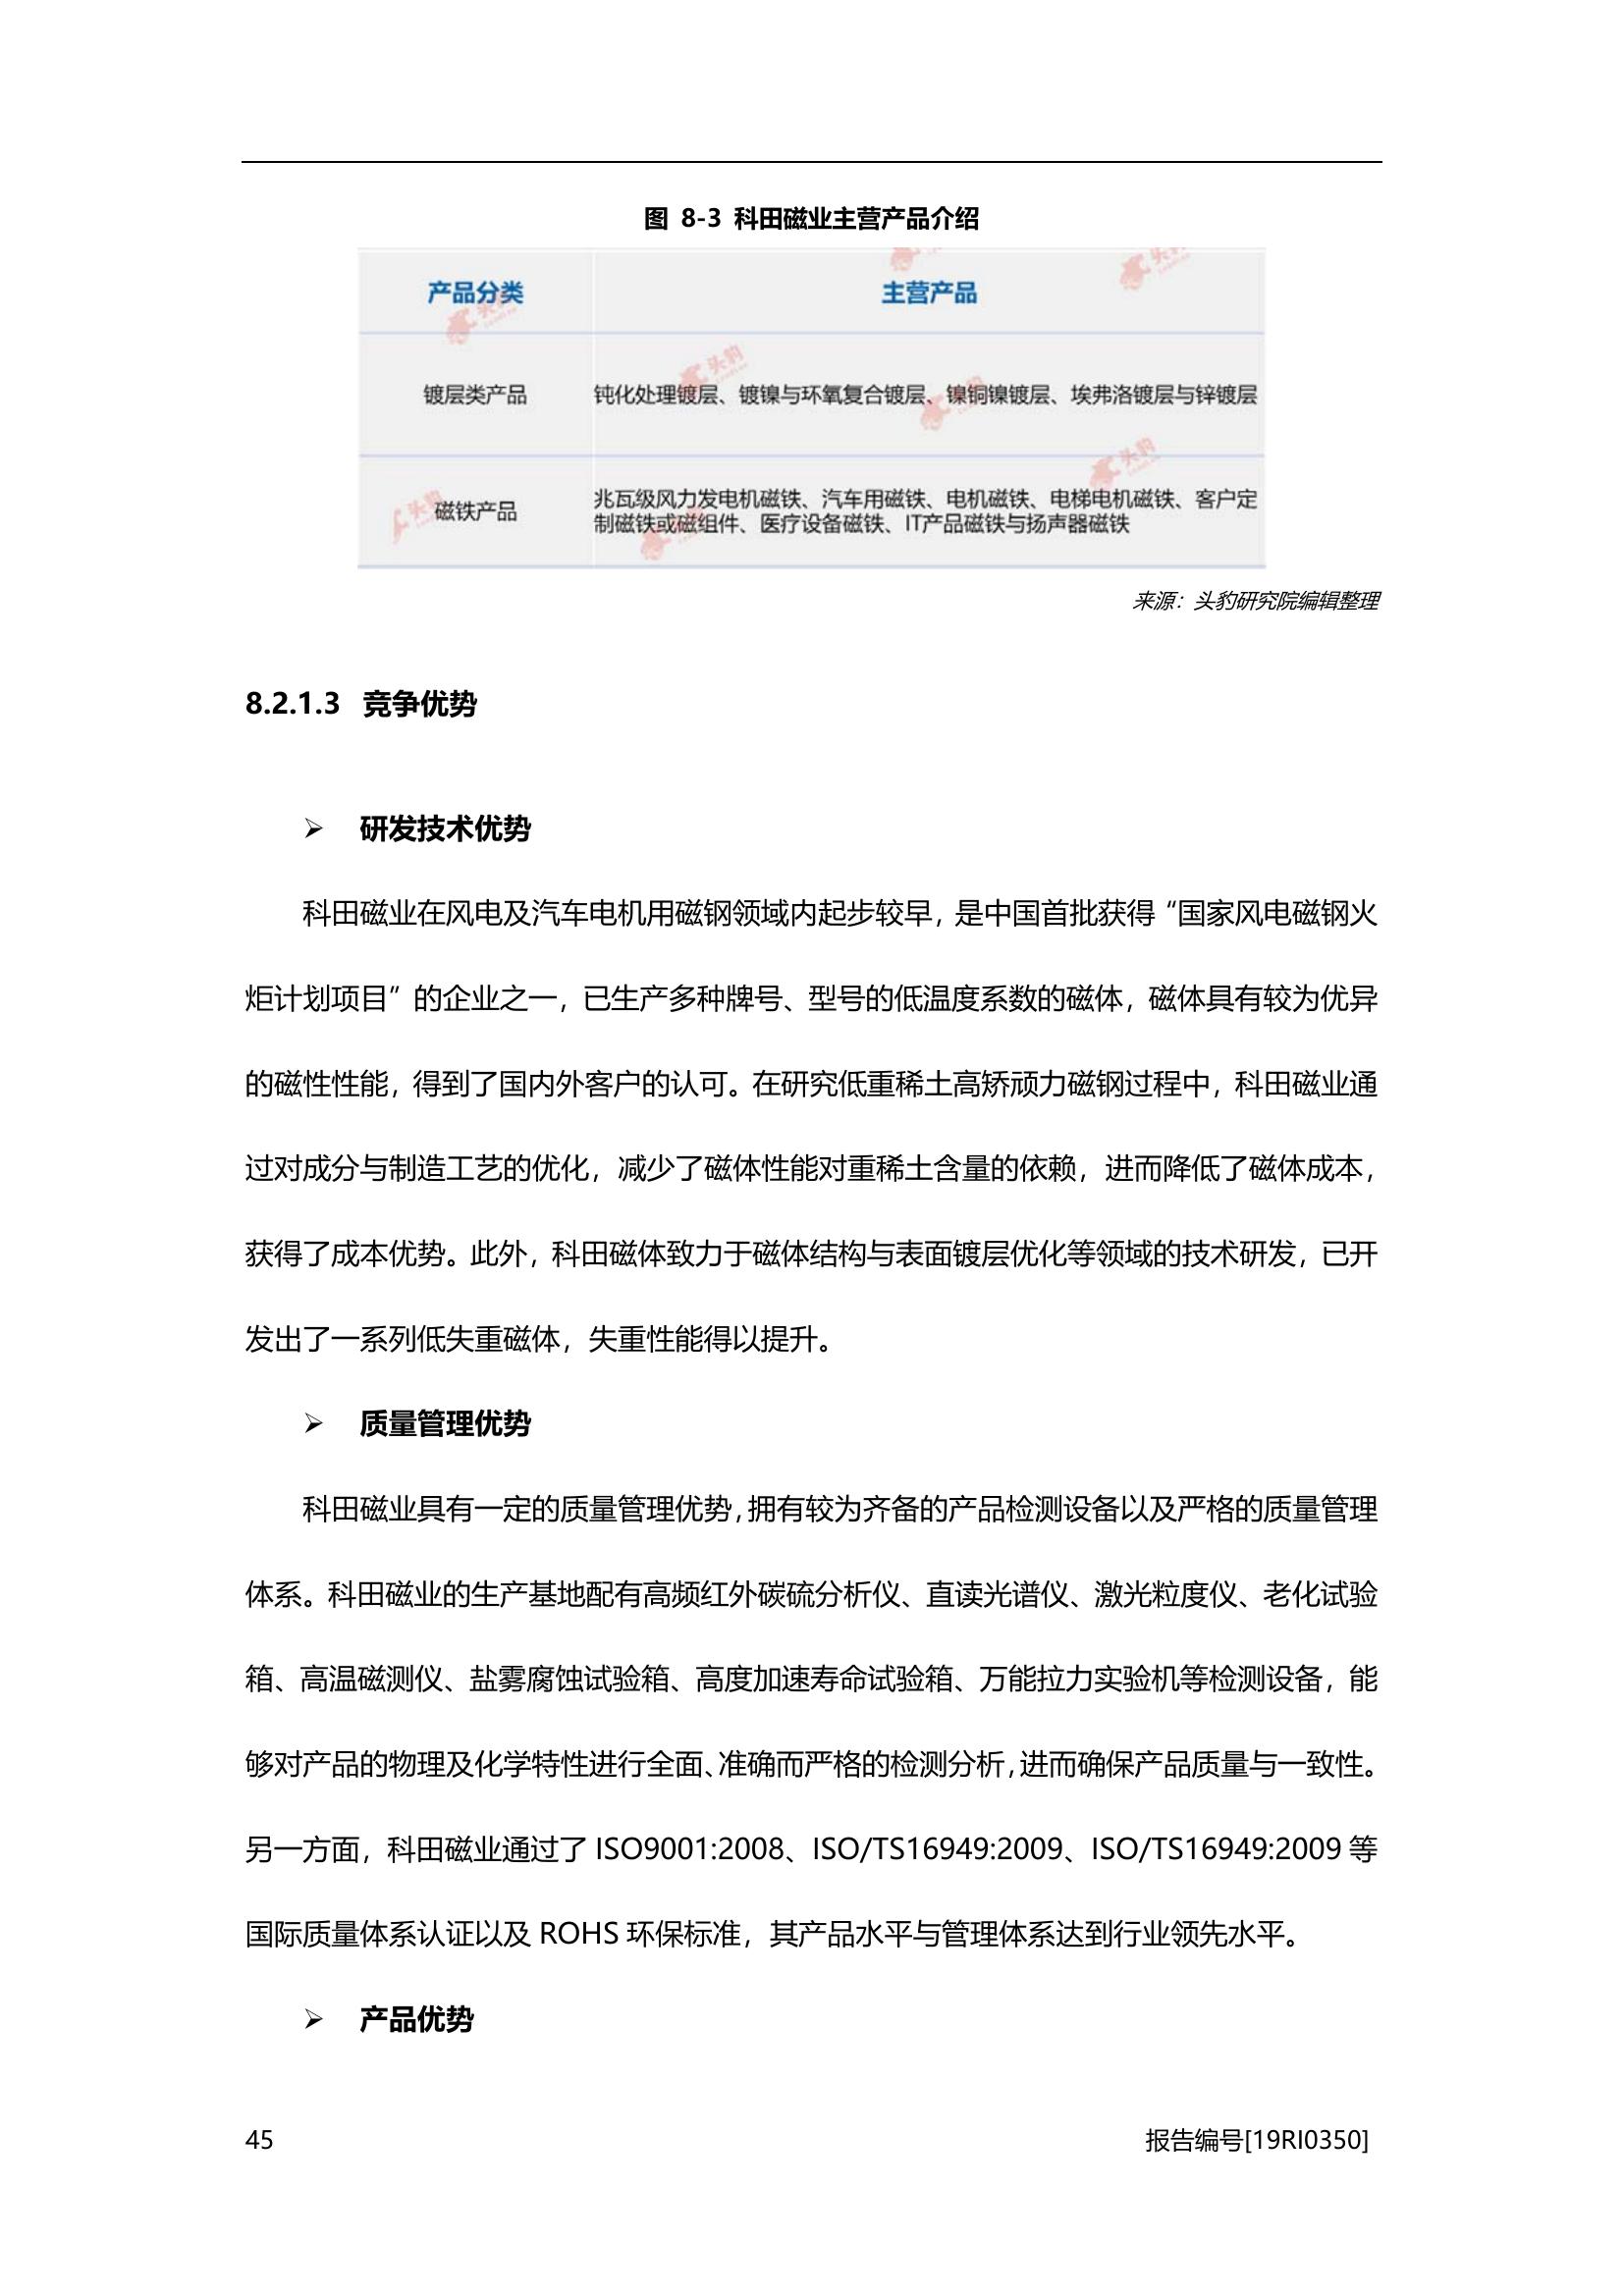 图 8-3 科田磁业主营产品介绍
产品分类 主营产品
镀层类产品 钝化处理镀层、镀镍与环氧复合镀层、镍铜镍镀层、埃弗洛镀层与锌镀层
磁铁产品 兆瓦级风力发电机磁铁、汽车用磁铁、电机磁铁、电梯电机磁铁、客户定
制磁铁或磁组件、医疗设备磁铁、IT产品磁铁与扬声器磁铁
来源：头豹研究院编辑整理
8.2.1.3 竞争优势
➢ 研发技术优势
科田磁业在风电及汽车电机用磁钢领域内起步较早，是中国首批获得“国家风电磁钢火
炬计划项目”的企业之一，已生产多种牌号、型号的低温度系数的磁体，磁体具有较为优异
的磁性性能，得到了国内外客户的认可。在研究低重稀土高矫顽力磁钢过程中，科田磁业通
过对成分与制造工艺的优化，减少了磁体性能对重稀土含量的依赖，进而降低了磁体成本，
获得了成本优势。此外，科田磁体致力于磁体结构与表面镀层优化等领域的技术研发，已开
发出了一系列低失重磁体，失重性能得以提升。
➢ 质量管理优势
科田磁业具有一定的质量管理优势，拥有较为齐备的产品检测设备以及严格的质量管理
体系。科田磁业的生产基地配有高频红外碳硫分析仪、直读光谱仪、激光粒度仪、老化试验
箱、高温磁测仪、盐雾腐蚀试验箱、高度加速寿命试验箱、万能拉力实验机等检测设备，能
够对产品的物理及化学特性进行全面、准确而严格的检测分析，进而确保产品质量与一致性。
另一方面，科田磁业通过了 ISO9001:2008、ISO/TS16949:2009、ISO/TS16949:2009 等
国际质量体系认证以及 ROHS 环保标准，其产品水平与管理体系达到行业领先水平。
➢ 产品优势
45 报告编号[19RI0350]